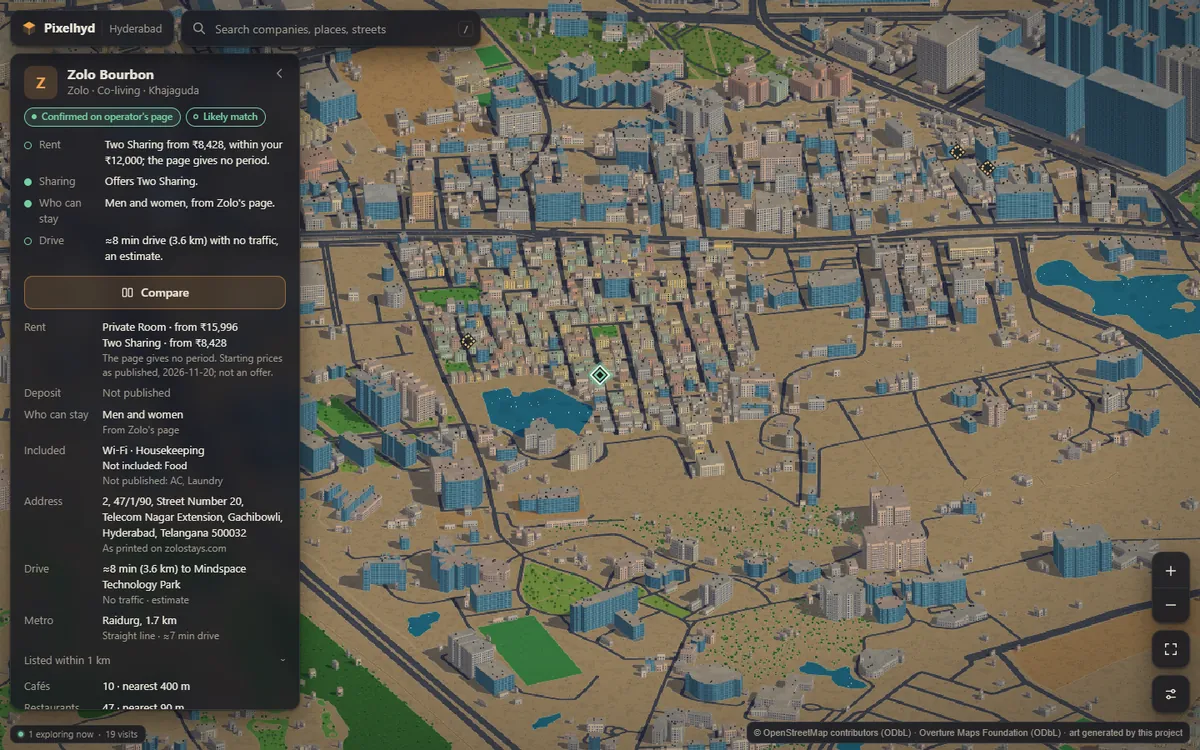 Pixelhyd
Hyderabad
Search companies, places, streets
/
Z
Zolo Bourbon
Zolo · Co-living · Khajaguda
Confirmed on operator's page
Likely match
Rent
Two Sharing from ₹8,428, within your
₹12,000; the page gives no period.
Sharing
Offers Two Sharing.
Who can
stay
Men and women, from Zolo's page.
Drive
≈8 min drive (3.6 km) with no traffic,
an estimate.
Compare
Rent
Private Room · from ₹15,996
Two Sharing · from ₹8,428
The page gives no period. Starting prices
as published, 2026-11-20; not an offer.
Deposit
Not published
Who can stay
Men and women
From Zolo's page
Included
Wi-Fi · Housekeeping
Not included: Food
Not published: AC, Laundry
Address
2, 47/1/90, Street Number 20,
Telecom Nagar Extension, Gachibowli,
Hyderabad, Telangana 500032
As printed on zolostays.com
Drive
≈8 min (3.6 km) to Mindspace
Technology Park
No traffic · estimate
Metro
Raidurg, 1.7 km
Straight line · ≈7 min drive
Listed within 1 km
Cafés
10 · nearest 400 m
Restaurants
47 · nearest 90 m
1 exploring now · 19 visits
© OpenStreetMap contributors (ODbL) · Overture Maps Foundation (ODbL) · art generated by this project